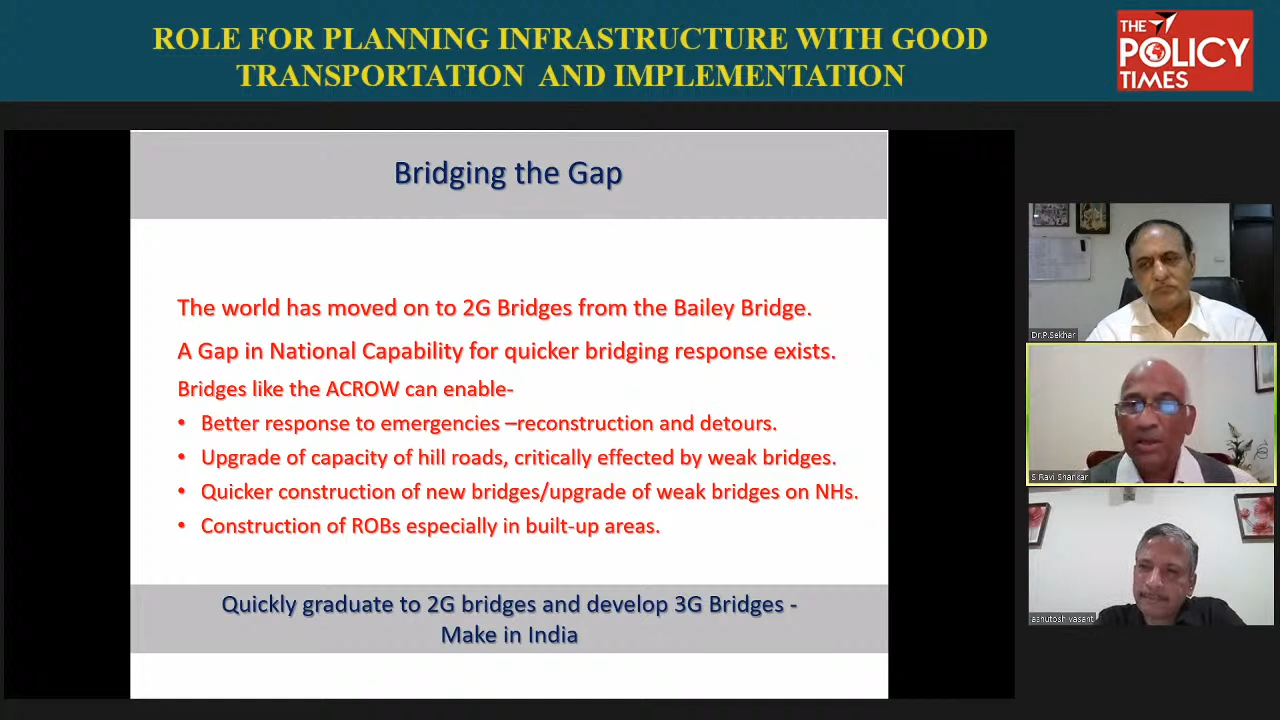 ROLE FOR PLANNING INFRASTRUCTURE WITH GOOD
TRANSPORTATION AND IMPLEMENTATION
THE
POLICY
TIMES
Bridging the Gap
The world has moved on to 2G Bridges from the Bailey Bridge.
A Gap in National Capability for quicker bridging response exists.
Bridges like the ACROW can enable-
• Better response to emergencies –reconstruction and detours.
• Upgrade of capacity of hill roads, critically effected by weak bridges.
• Quicker construction of new bridges/upgrade of weak bridges on NHs.
• Construction of ROBs especially in built-up areas.
Quickly graduate to 2G bridges and develop 3G Bridges -
Make in India
Dr.P.Sekhar
S Ravi Shankar
ashutosh vasant